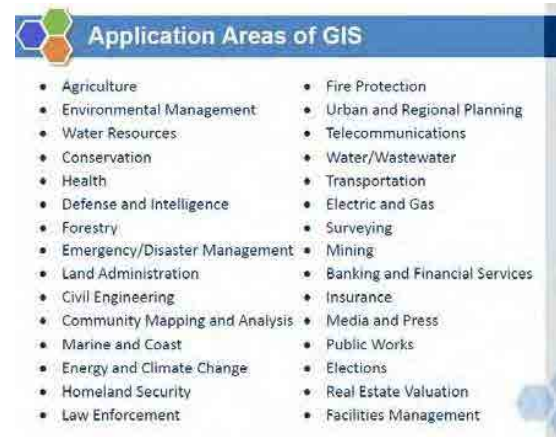 Application Areas of GIS
• Agriculture
• Environmental Management
• Water Resources
• Conservation
• Health
• Defense and Intelligence
• Forestry
• Emergency/Disaster Management
• Land Administration
• Civil Engineering
• Community Mapping and Analysis
• Marine and Coast
• Energy and Climate Change
• Homeland Security
• Law Enforcement
• Fire Protection
• Urban and Regional Planning
• Telecommunications
• Water/Wastewater
• Transportation
• Electric and Gas
• Surveying
• Mining
• Banking and Financial Services
• Insurance
• Media and Press
• Public Works
• Elections
• Real Estate Valuation
• Facilities Management